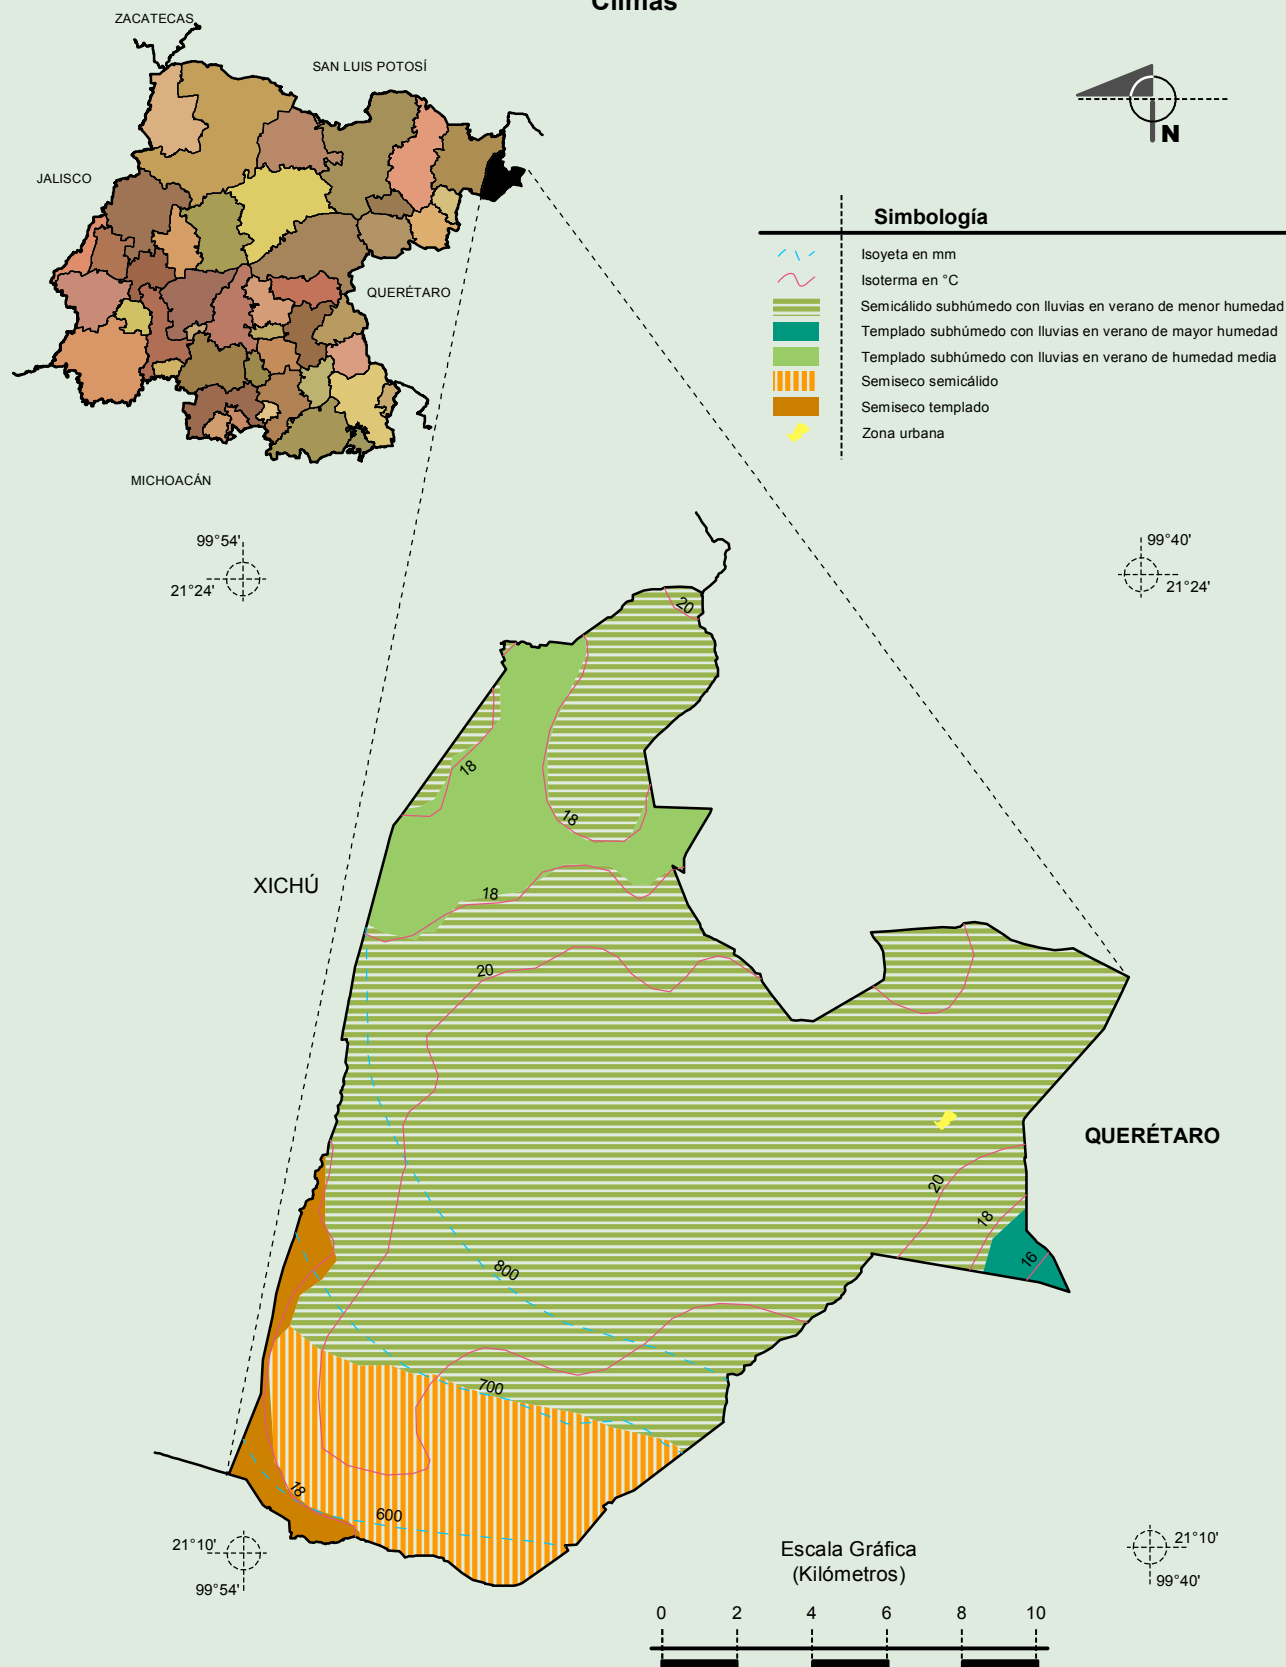 Climas
ZACATECAS
SAN LUIS POTOSÍ
JALISCO
QUERÉTARO
MICHOACÁN
N
Simbología
Isoyeta en mm
Isoterma en °C
Semicálido subhúmedo con lluvias en verano de menor humedad
Templado subhúmedo con lluvias en verano de mayor humedad
Templado subhúmedo con lluvias en verano de humedad media
Semiseco semicálido
Semiseco templado
Zona urbana
99°54'
21°24'
99°40'
21°24'
20
18
18
XICHÚ
18
20
QUERÉTARO
20
18
16
800
700
18
600
21°10'
99°54'
21°10'
99°40'
Escala Gráfica
(Kilómetros)
0 2 4 6 8 10